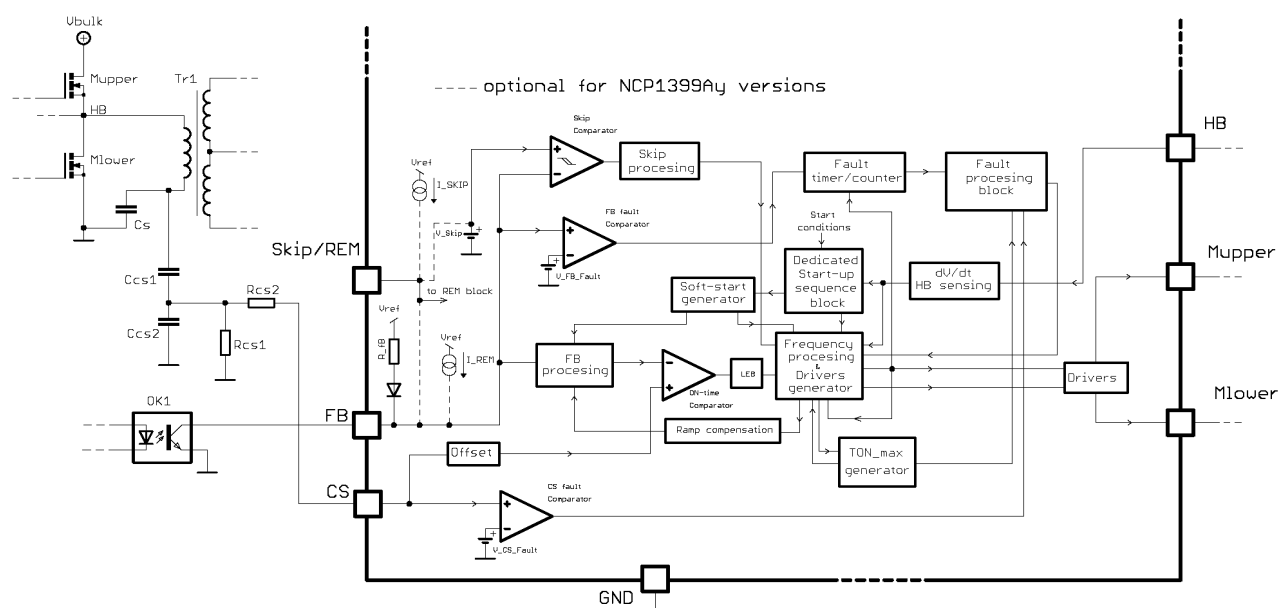 Vbulk
Mupper
Tr1
HB
Mlower
Cs
Ccs1
Rcs2
Ccs2
Rcs1
OK1
---- optional for NCP1399Ay versions
Skip/REM
FB
CS
GND
HB
Mupper
Mlower
Vref
I_SKIP
V_Skip
to REM block
Vref
R_fB
Vref
I_REM
Skip
Comparator
Skip
procesing
FB fault
Comparator
V_FB_Fault
Fault
timer/counter
Fault
procesing
block
Start
conditions
Dedicated
Start-up
sequence
block
dV/dt
HB sensing
Soft-start
generator
FB
procesing
ON-time
Comparator
LEB
Frequency
procesing
&
Drivers
generator
Drivers
Ramp compensation
Offset
TON_max
generator
CS fault
Comparator
V_CS_Fault